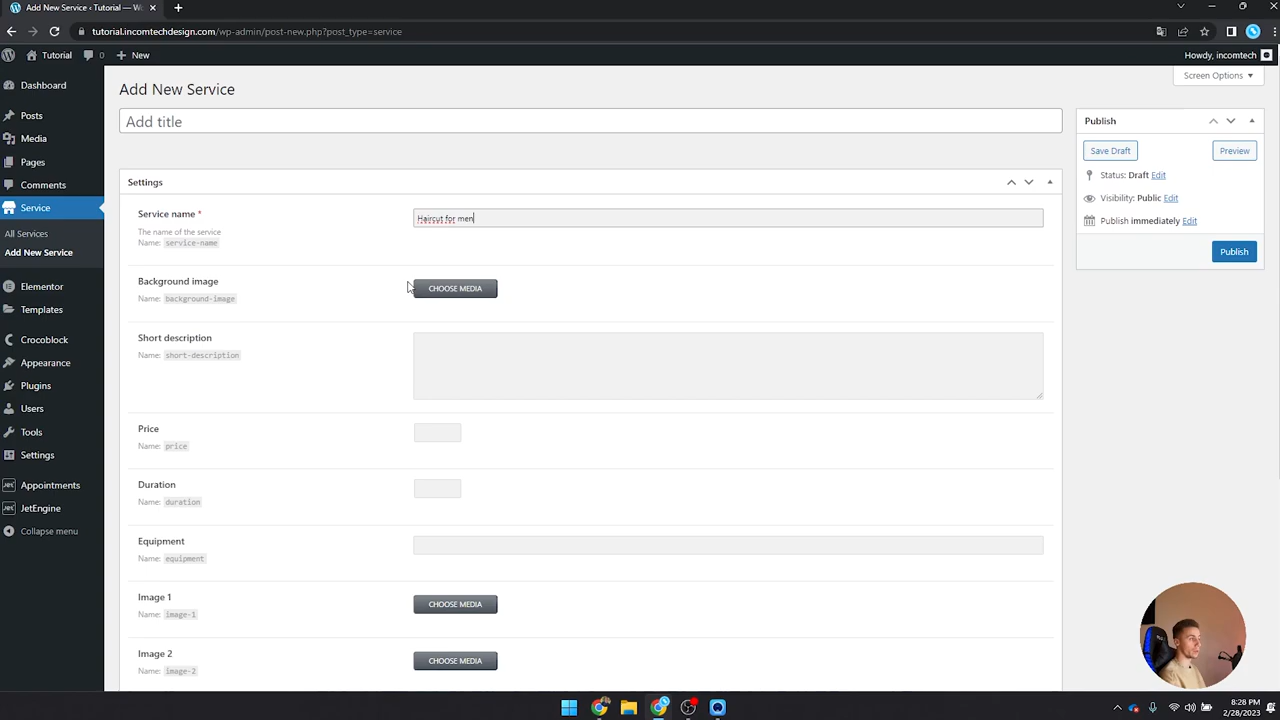 Add New Service ‹ Tutorial — W
tutorial.incomtechdesign.com/wp-admin/post-new.php?post_type=service
Tutorial
0
New
Howdy, incomtech
Screen Options
Dashboard
Posts
Media
Pages
Comments
Service
All Services
Add New Service
Elementor
Templates
Crocoblock
Appearance
Plugins
Users
Tools
Settings
Appointments
JetEngine
Collapse menu
Add New Service
Add title
Settings
Service name *
The name of the service
Name: service-name
Haircut for men
Background image
Name: background-image
CHOOSE MEDIA
Short description
Name: short-description
Price
Name: price
Duration
Name: duration
Equipment
Name: equipment
Image 1
Name: image-1
CHOOSE MEDIA
Image 2
Name: image-2
CHOOSE MEDIA
Publish
Save Draft
Preview
Status: Draft Edit
Visibility: Public Edit
Publish immediately Edit
Publish
8:28 PM
2/28/2023